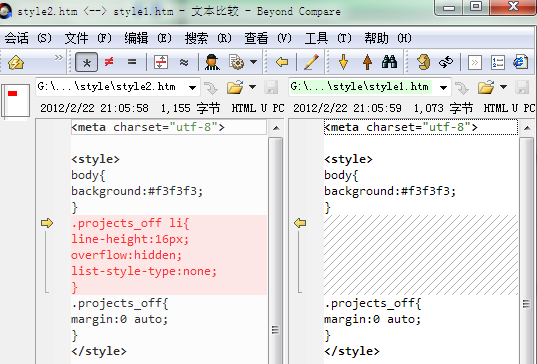 style2.htm <--> style1.htm - 文本比较 - Beyond Compare
会话 (S) 文件 (F) 编辑 (E) 搜索 (R) 查看 (V) 工具 (T) 帮助 (H)
G:\...\style\style2.htm
G:\...\style\style1.htm
2012/2/22 21:05:58 1,155 字节 HTML U PC
2012/2/22 21:05:59 1,073 字节 HTML U PC
<meta charset="utf-8">
<style>
body{
background:#f3f3f3;
}
.projects_off li{
line-height:16px;
overflow:hidden;
list-style-type:none;
}
.projects_off{
margin:0 auto;
}
</style>
<meta charset="utf-8">
<style>
body{
background:#f3f3f3;
}
.projects_off{
margin:0 auto;
}
</style>